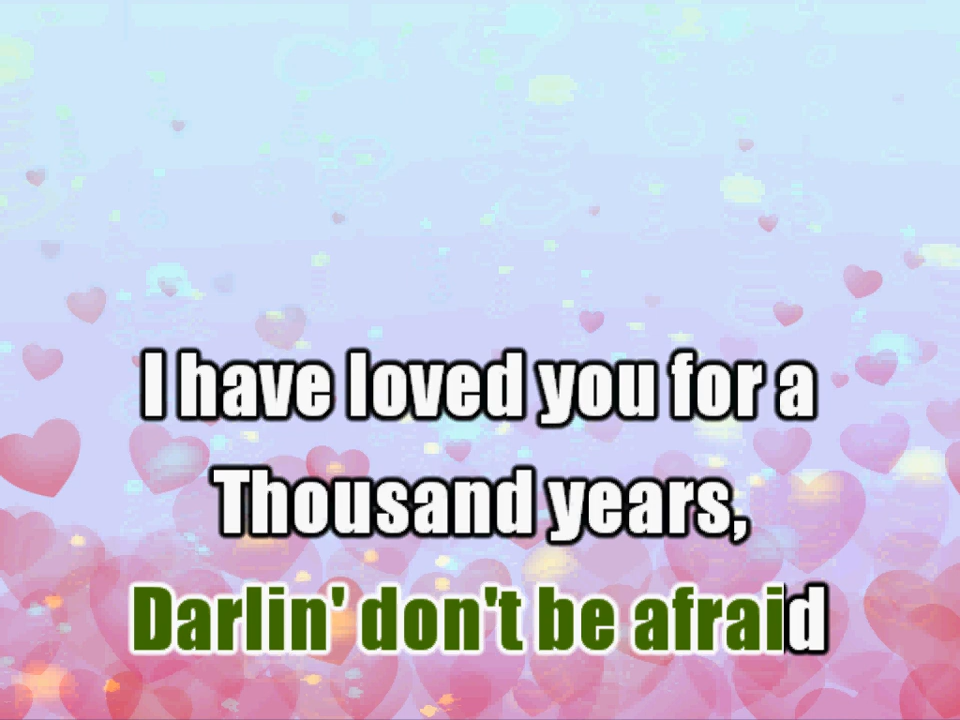 I have loved you for a
Thousand years,
Darlin' don't be afraid